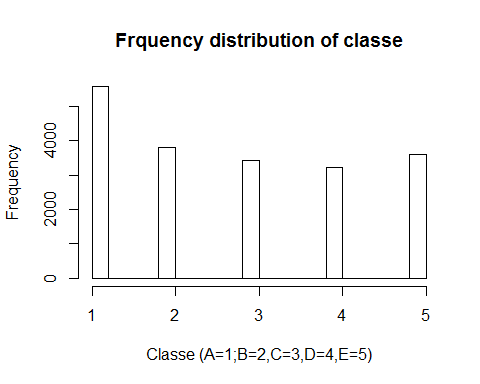 Frquency distribution of classe
Frequency
4000
2000
0
1 2 3 4 5
Classe (A=1;B=2,C=3,D=4,E=5)